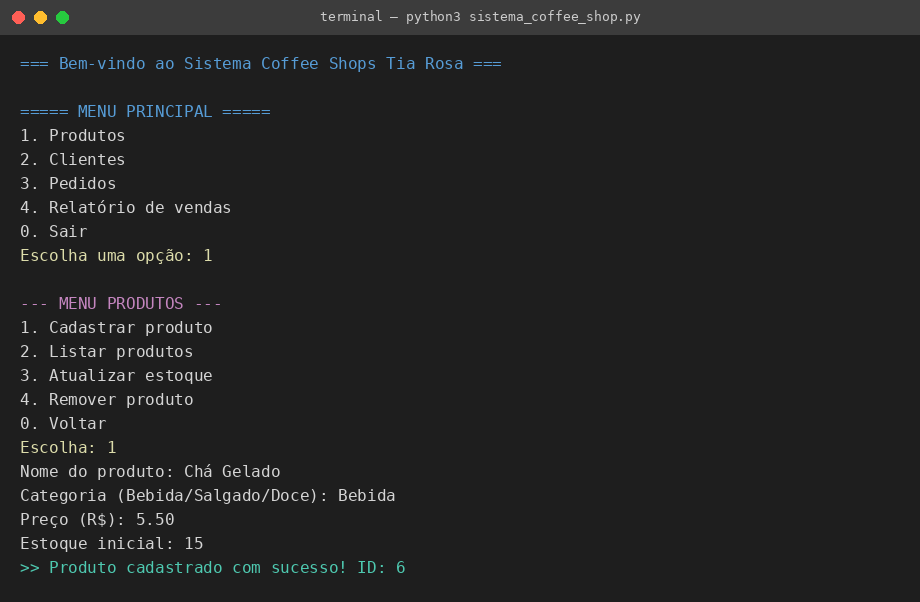 terminal — python3 sistema_coffee_shop.py
=== Bem-vindo ao Sistema Coffee Shops Tia Rosa ===
===== MENU PRINCIPAL =====
1. Produtos
2. Clientes
3. Pedidos
4. Relatório de vendas
0. Sair
Escolha uma opção: 1
--- MENU PRODUTOS ---
1. Cadastrar produto
2. Listar produtos
3. Atualizar estoque
4. Remover produto
0. Voltar
Escolha: 1
Nome do produto: Chá Gelado
Categoria (Bebida/Salgado/Doce): Bebida
Preço (R$): 5.50
Estoque inicial: 15
>> Produto cadastrado com sucesso! ID: 6